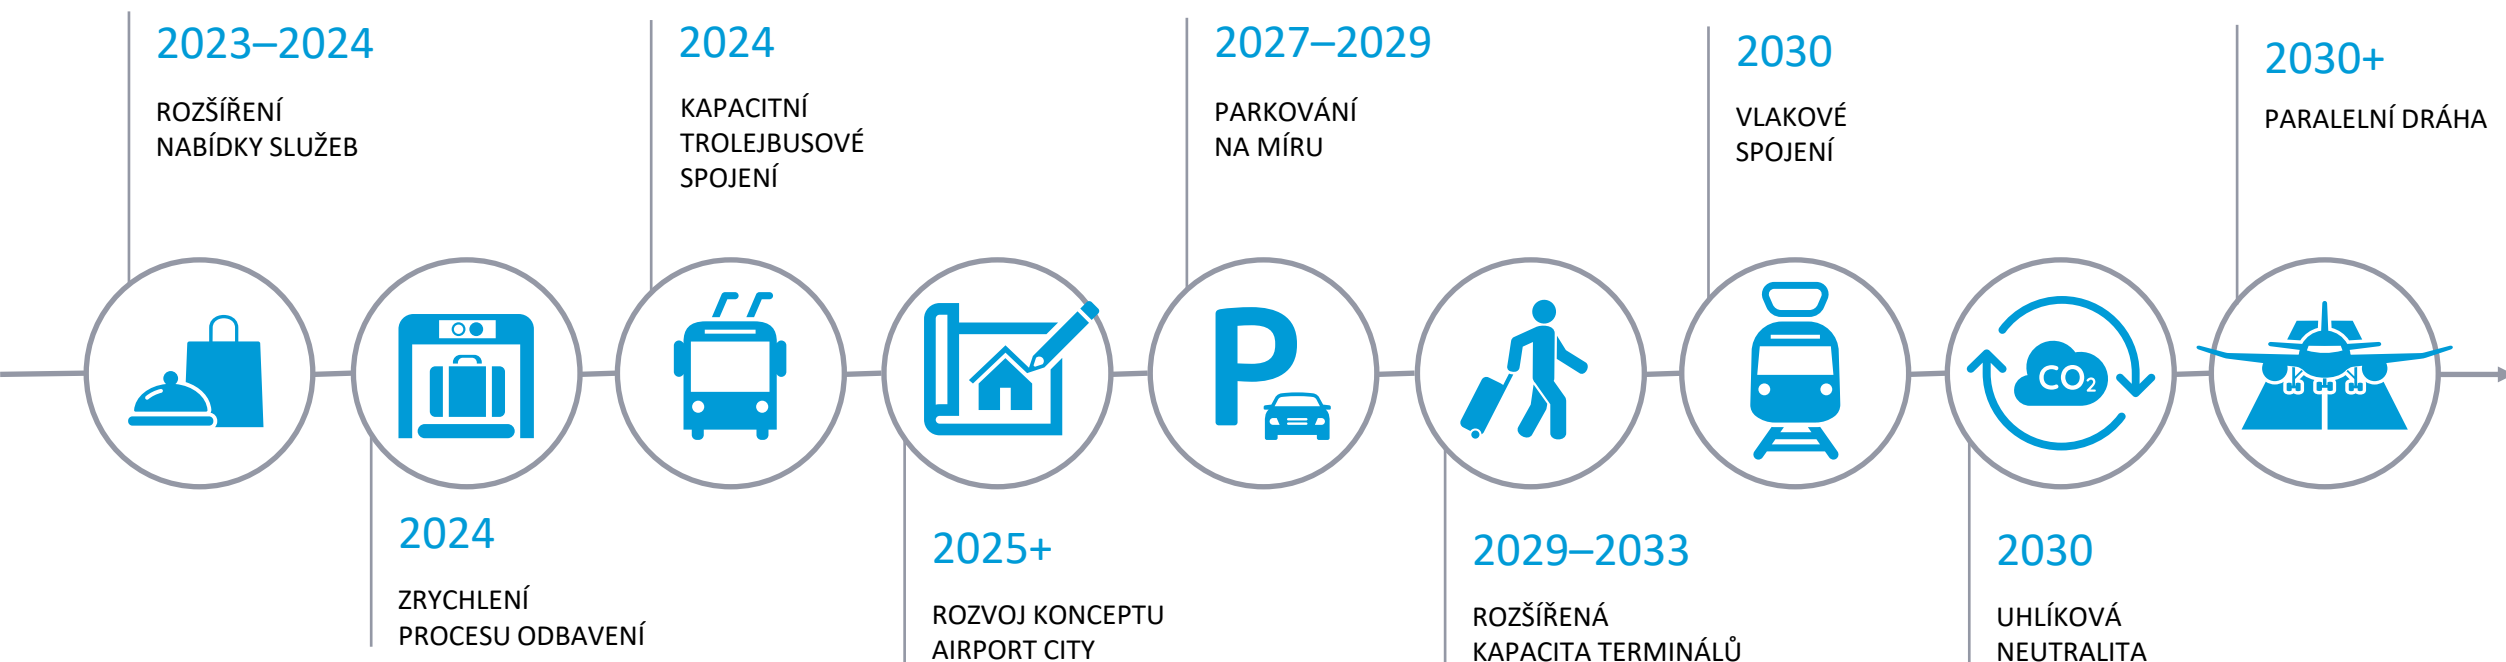 2023–2024
ROZŠÍŘENÍ
NABÍDKY SLUŽEB
2024
ZRYCHLENÍ
PROCESU ODBAVENÍ
2024
KAPACITNÍ
TROLEJBUSOVÉ
SPOJENÍ
2025+
ROZVOJ KONCEPTU
AIRPORT CITY
2027–2029
PARKOVÁNÍ
NA MÍRU
P
2029–2033
ROZŠÍŘENÁ
KAPACITA TERMINÁLŮ
2030
VLAKOVÉ
SPOJENÍ
2030
UHLÍKOVÁ
NEUTRALITA
CO₂
2030+
PARALELNÍ DRÁHA